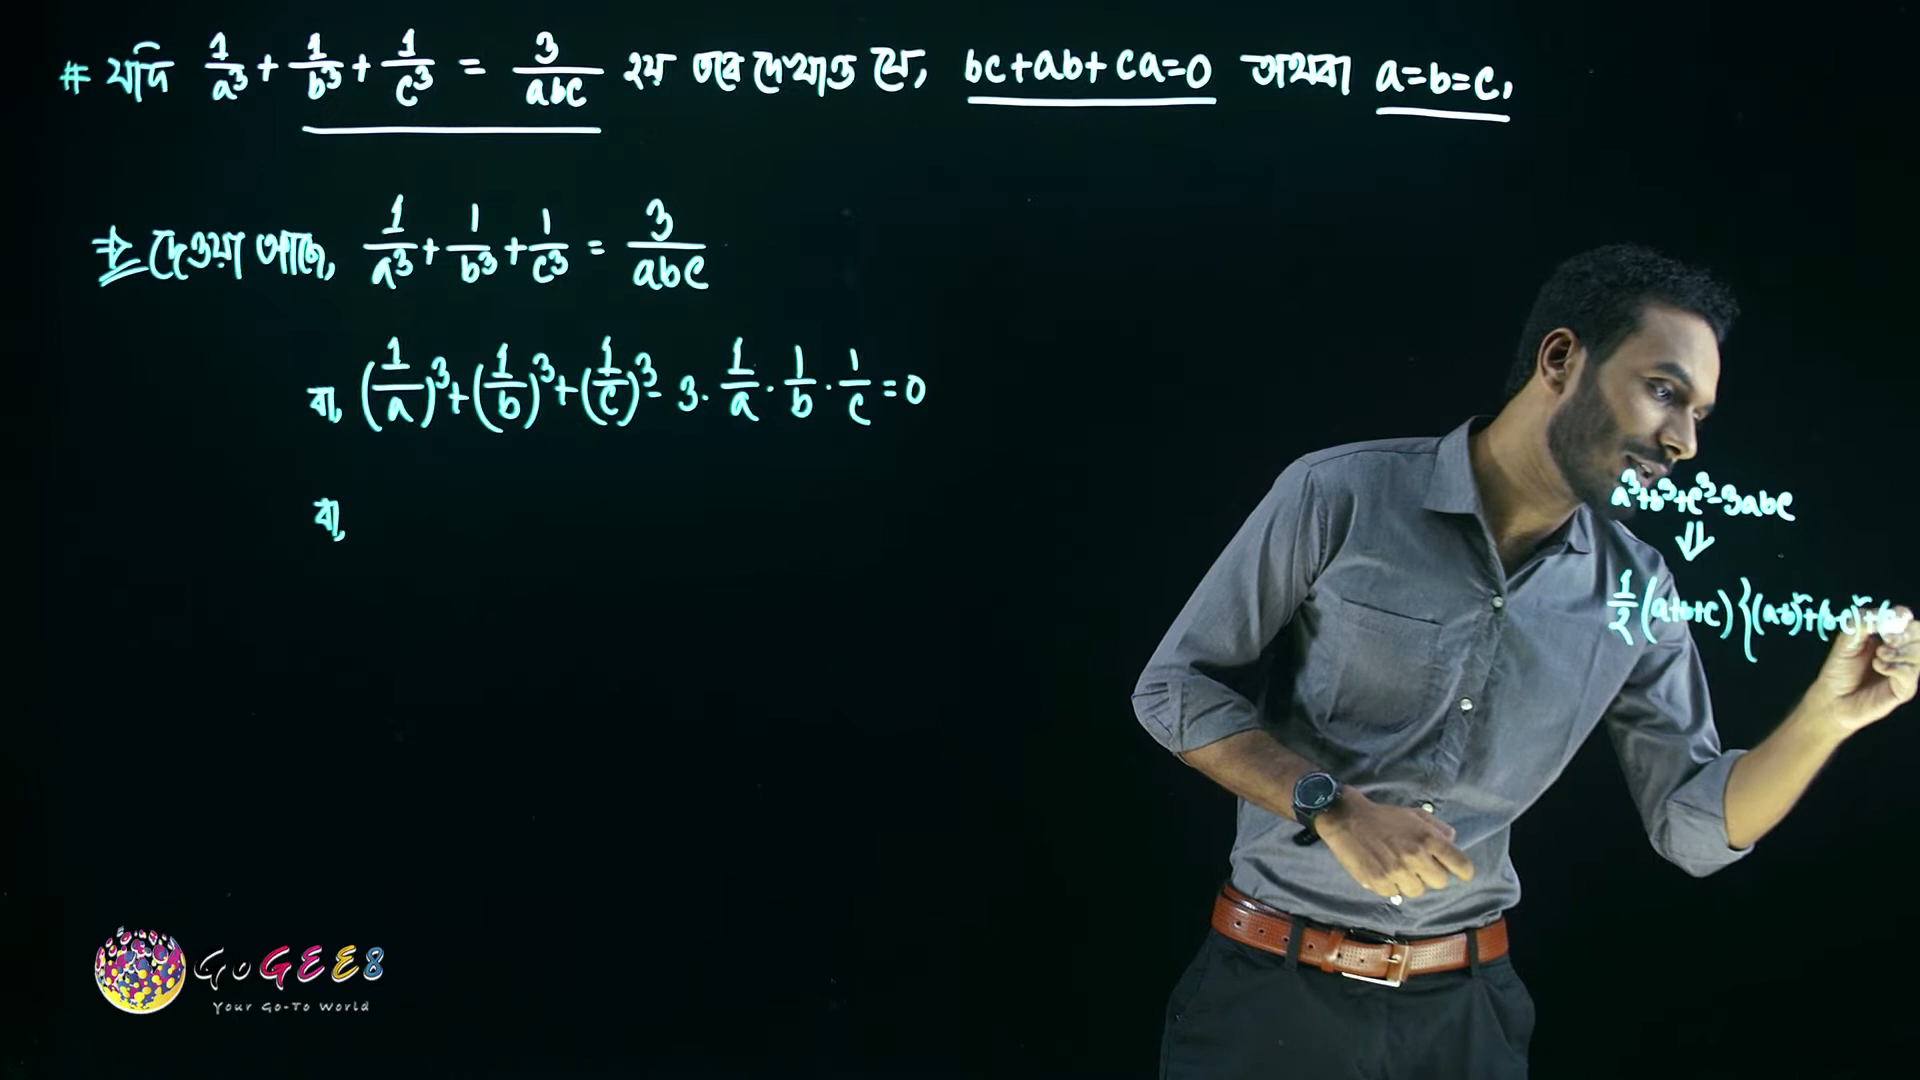 # যদি 1/a³ + 1/b³ + 1/c³ = 3/abc হয় তবে দেখাও যে, bc+ab+ca=0 অথবা a=b=c,
⇒ দেওয়া আছে, 1/a³ + 1/b³ + 1/c³ = 3/abc
বা, (1/a)³+(1/b)³+(1/c)³ - 3. 1/a . 1/b . 1/c = 0
a³+b³+c³-3abc
⇓
বা,
1/2 (a+b+c) {(a-b)²+(b-c)²+(
GoGEE8
Your Go-To World